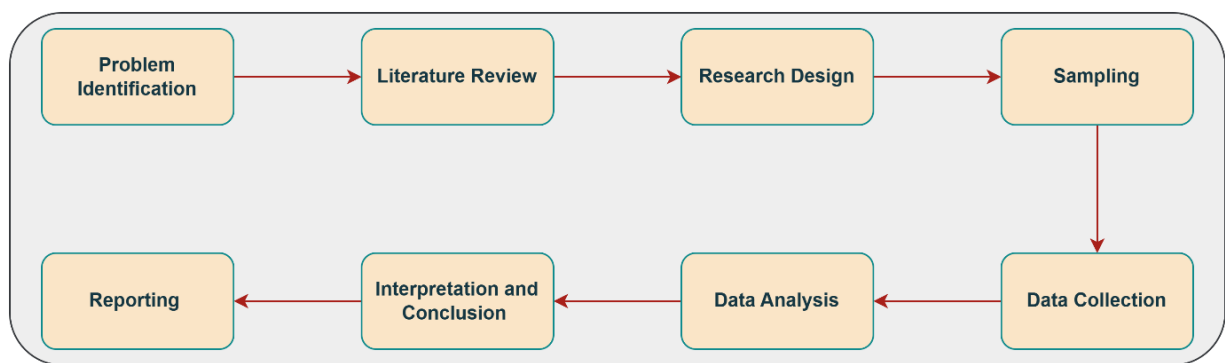 Problem
Identification
Literature Review
Research Design
Sampling
Data Collection
Data Analysis
Interpretation and
Conclusion
Reporting